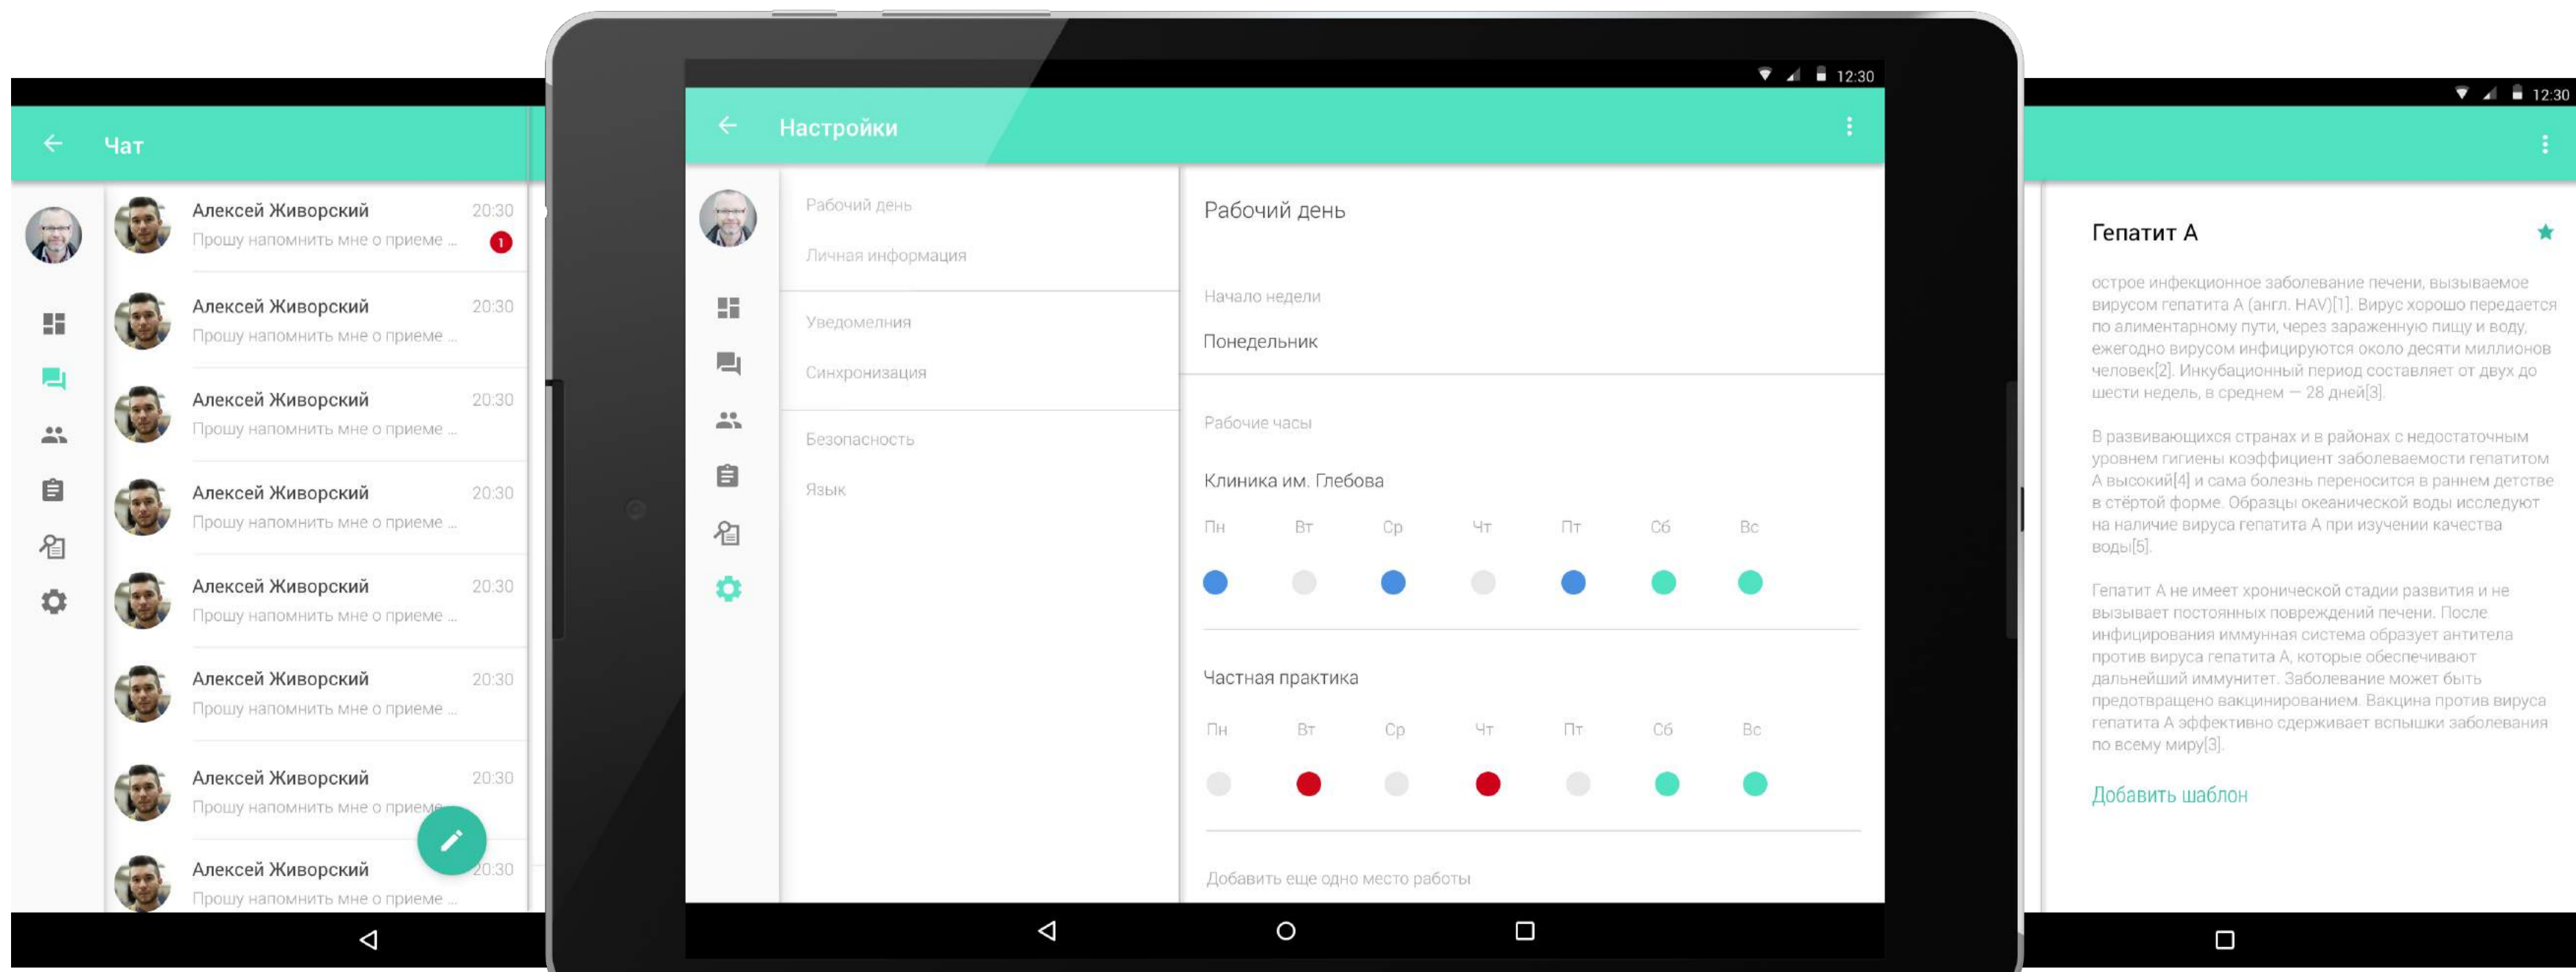 Чат
Алексей Живорский 20:30
Прошу напомнить мне о приеме ...
1
Алексей Живорский 20:30
Прошу напомнить мне о приеме ...
Алексей Живорский 20:30
Прошу напомнить мне о приеме ...
Алексей Живорский 20:30
Прошу напомнить мне о приеме ...
Алексей Живорский 20:30
Прошу напомнить мне о приеме ...
Алексей Живорский 20:30
Прошу напомнить мне о приеме ...
Алексей Живорский 20:30
Прошу напомнить мне о приеме
Алексей Живорский 20:30
Прошу напомнить мне о приеме ...
12:30
Настройки
Рабочий день
Личная информация
Уведомелния
Синхронизация
Безопасность
Язык
Рабочий день
Начало недели
Понедельник
Рабочие часы
Клиника им. Глебова
Пн Вт Ср Чт Пт Сб Вс
Частная практика
Пн Вт Ср Чт Пт Сб Вс
Добавить еще одно место работы
12:30
Гепатит А
острое инфекционное заболевание печени, вызываемое
вирусом гепатита А (англ. HAV)[1]. Вирус хорошо передается
по алиментарному пути, через зараженную пищу и воду,
ежегодно вирусом инфицируются около десяти миллионов
человек[2]. Инкубационный период составляет от двух до
шести недель, в среднем — 28 дней[3].
В развивающихся странах и в районах с недостаточным
уровнем гигиены коэффициент заболеваемости гепатитом
А высокий[4] и сама болезнь переносится в раннем детстве
в стёртой форме. Образцы океанической воды исследуют
на наличие вируса гепатита А при изучении качества
воды[5].
Гепатит А не имеет хронической стадии развития и не
вызывает постоянных повреждений печени. После
инфицирования иммунная система образует антитела
против вируса гепатита А, которые обеспечивают
дальнейший иммунитет. Заболевание может быть
предотвращено вакцинированием. Вакцина против вируса
гепатита А эффективно сдерживает вспышки заболевания
по всему миру[3].
Добавить шаблон